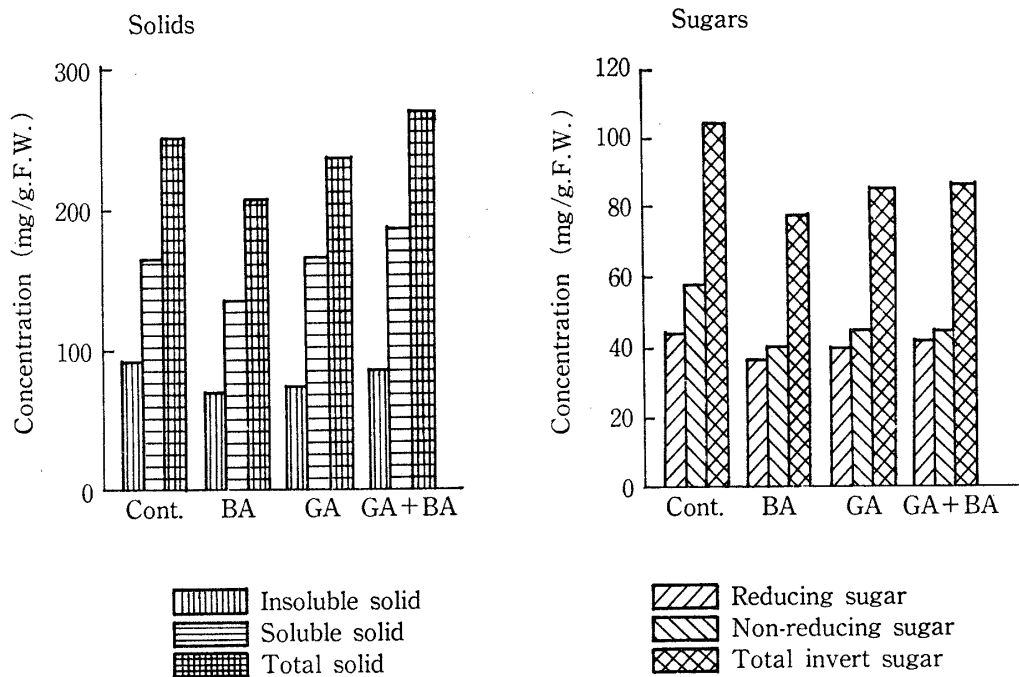 Solids
Concentration (mg/g.F.W.)
300
200
100
0
Cont. BA GA GA+BA
Insoluble solid
Soluble solid
Total solid
Sugars
Concentration (mg/g.F.W.)
120
100
80
60
40
20
0
Cont. BA GA GA+BA
Reducing sugar
Non-reducing sugar
Total invert sugar